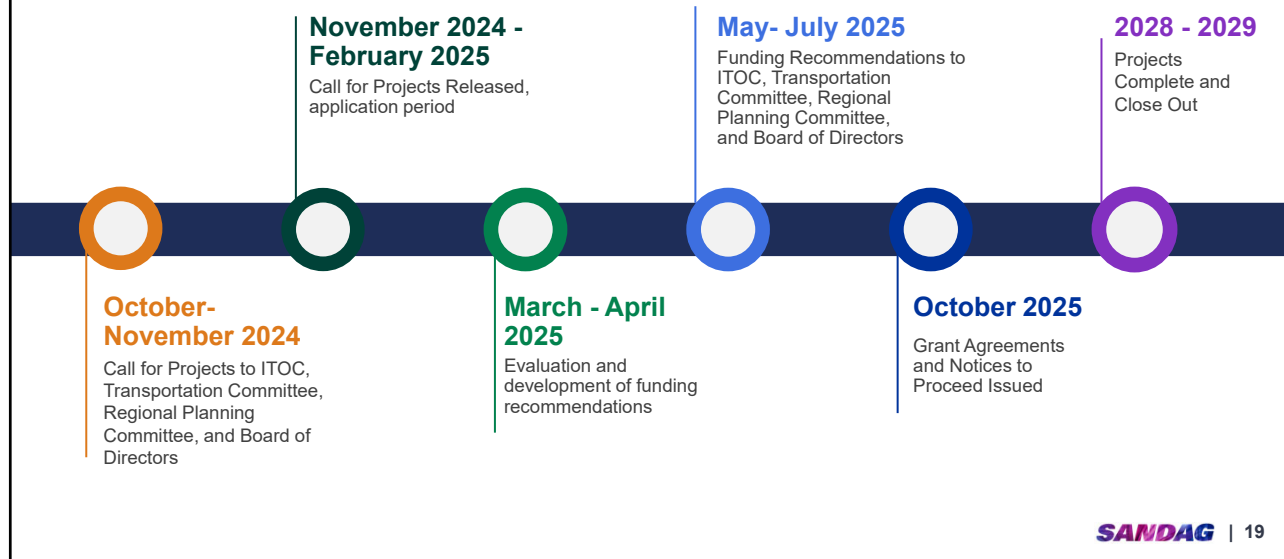 November 2024 -
February 2025
Call for Projects Released,
application period
May- July 2025
Funding Recommendations to
ITOC, Transportation
Committee, Regional
Planning Committee,
and Board of Directors
2028 - 2029
Projects
Complete and
Close Out
October-
November 2024
Call for Projects to ITOC,
Transportation Committee,
Regional Planning
Committee, and Board of
Directors
March - April
2025
Evaluation and
development of funding
recommendations
October 2025
Grant Agreements
and Notices to
Proceed Issued
SANDAG | 19